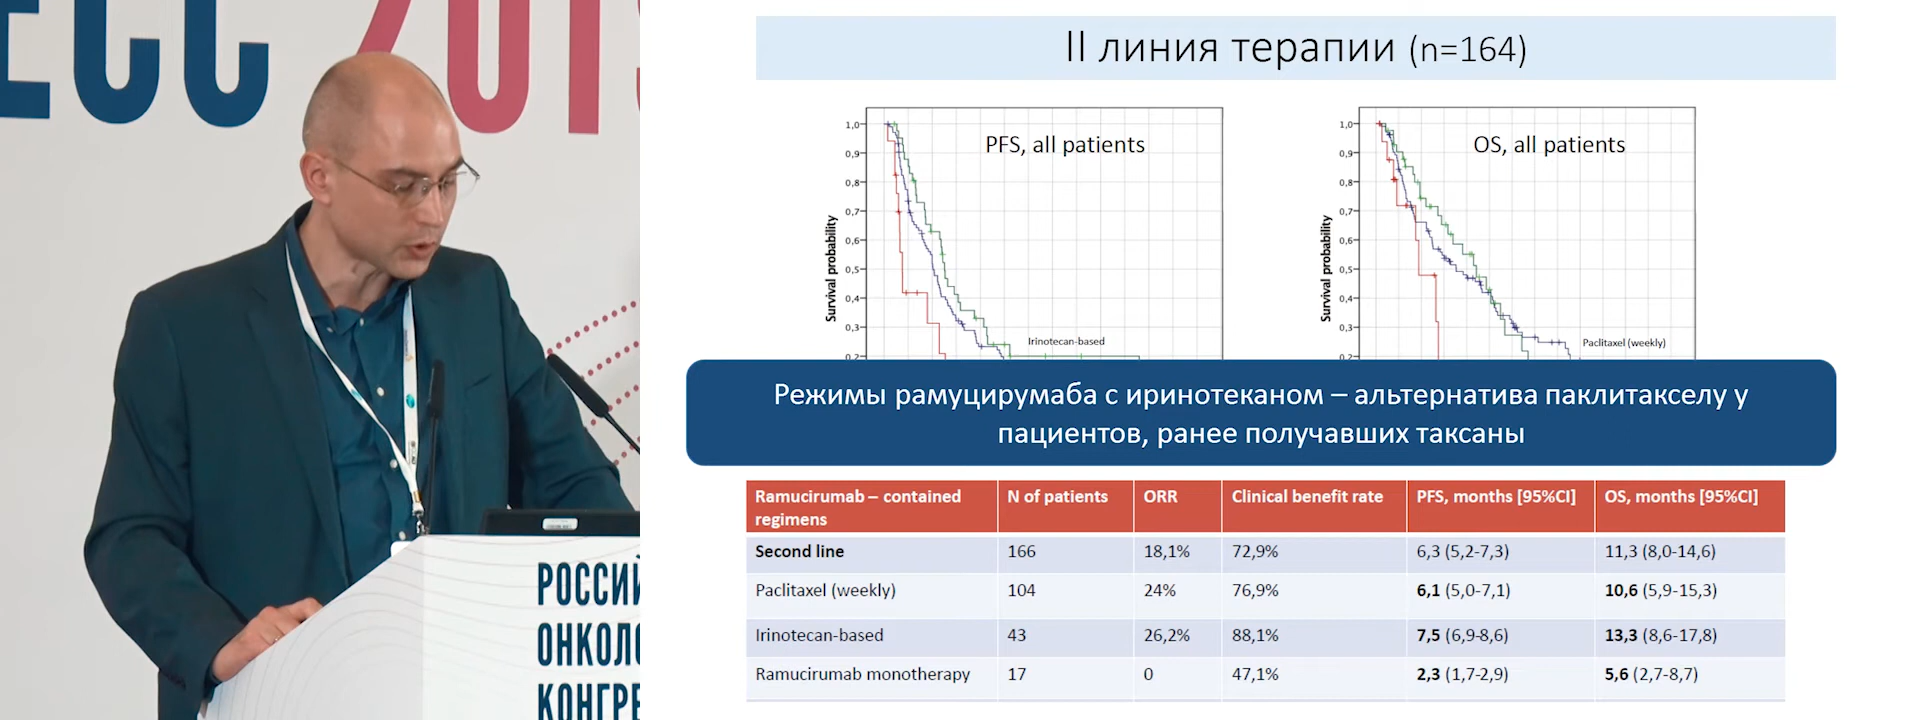 ЕСС 201
РОССИЙ
ОНКОЛО
КОНГРЕ
II линия терапии (n=164)
PFS, all patients
Survival probability
1,0
0,9
0,8
0,7
0,6
0,5
0,4
0,3
0,2
Irinotecan-based
OS, all patients
Survival probability
1,0
0,9
0,8
0,7
0,6
0,5
0,4
0,3
0,2
Paclitaxel (weekly)
Режимы рамуцирумаба с иринотеканом – альтернатива паклитакселу у
пациентов, ранее получавших таксаны
Ramucirumab – contained regimens N of patients ORR Clinical benefit rate PFS, months [95%CI] OS, months [95%CI]
Second line 166 18,1% 72,9% 6,3 (5,2-7,3) 11,3 (8,0-14,6)
Paclitaxel (weekly) 104 24% 76,9% 6,1 (5,0-7,1) 10,6 (5,9-15,3)
Irinotecan-based 43 26,2% 88,1% 7,5 (6,9-8,6) 13,3 (8,6-17,8)
Ramucirumab monotherapy 17 0 47,1% 2,3 (1,7-2,9) 5,6 (2,7-8,7)